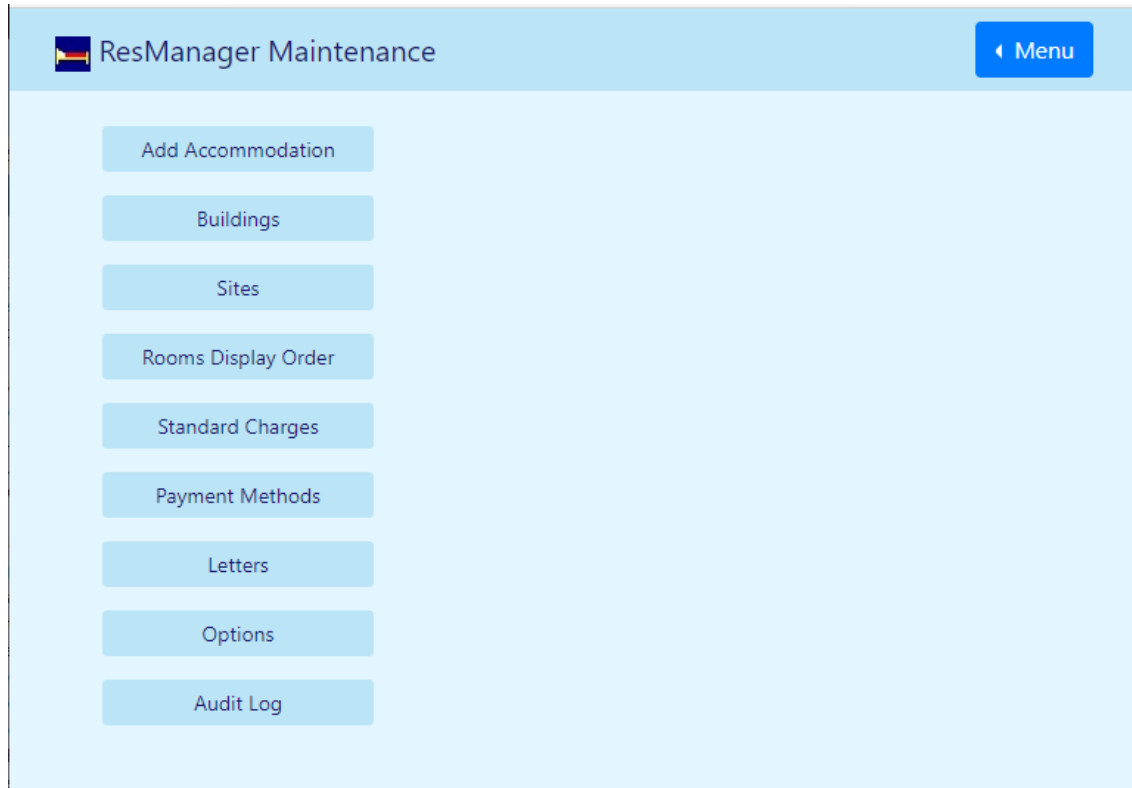 ResManager Maintenance
Menu
Add Accommodation
Buildings
Sites
Rooms Display Order
Standard Charges
Payment Methods
Letters
Options
Audit Log